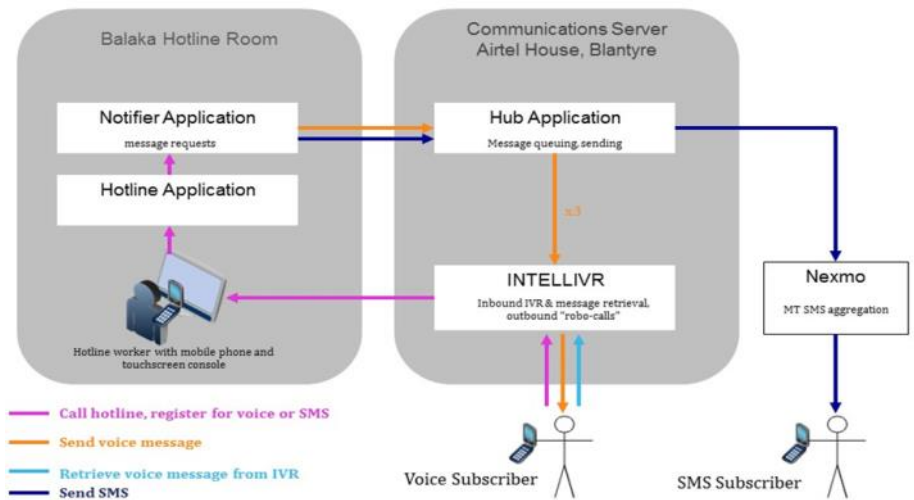 Balaka Hotline Room
Communications Server
Airtel House, Blantyre
Notifier Application
message requests
Hub Application
Message queuing, sending
Hotline Application
x3
INTELLIVR
Inbound IVR & message retrieval,
outbound "robo-calls"
Nexmo
MT SMS aggregation
Hotline worker with mobile phone and
touchscreen console
Call hotline, register for voice or SMS
Send voice message
Retrieve voice message from IVR
Send SMS
Voice Subscriber
SMS Subscriber